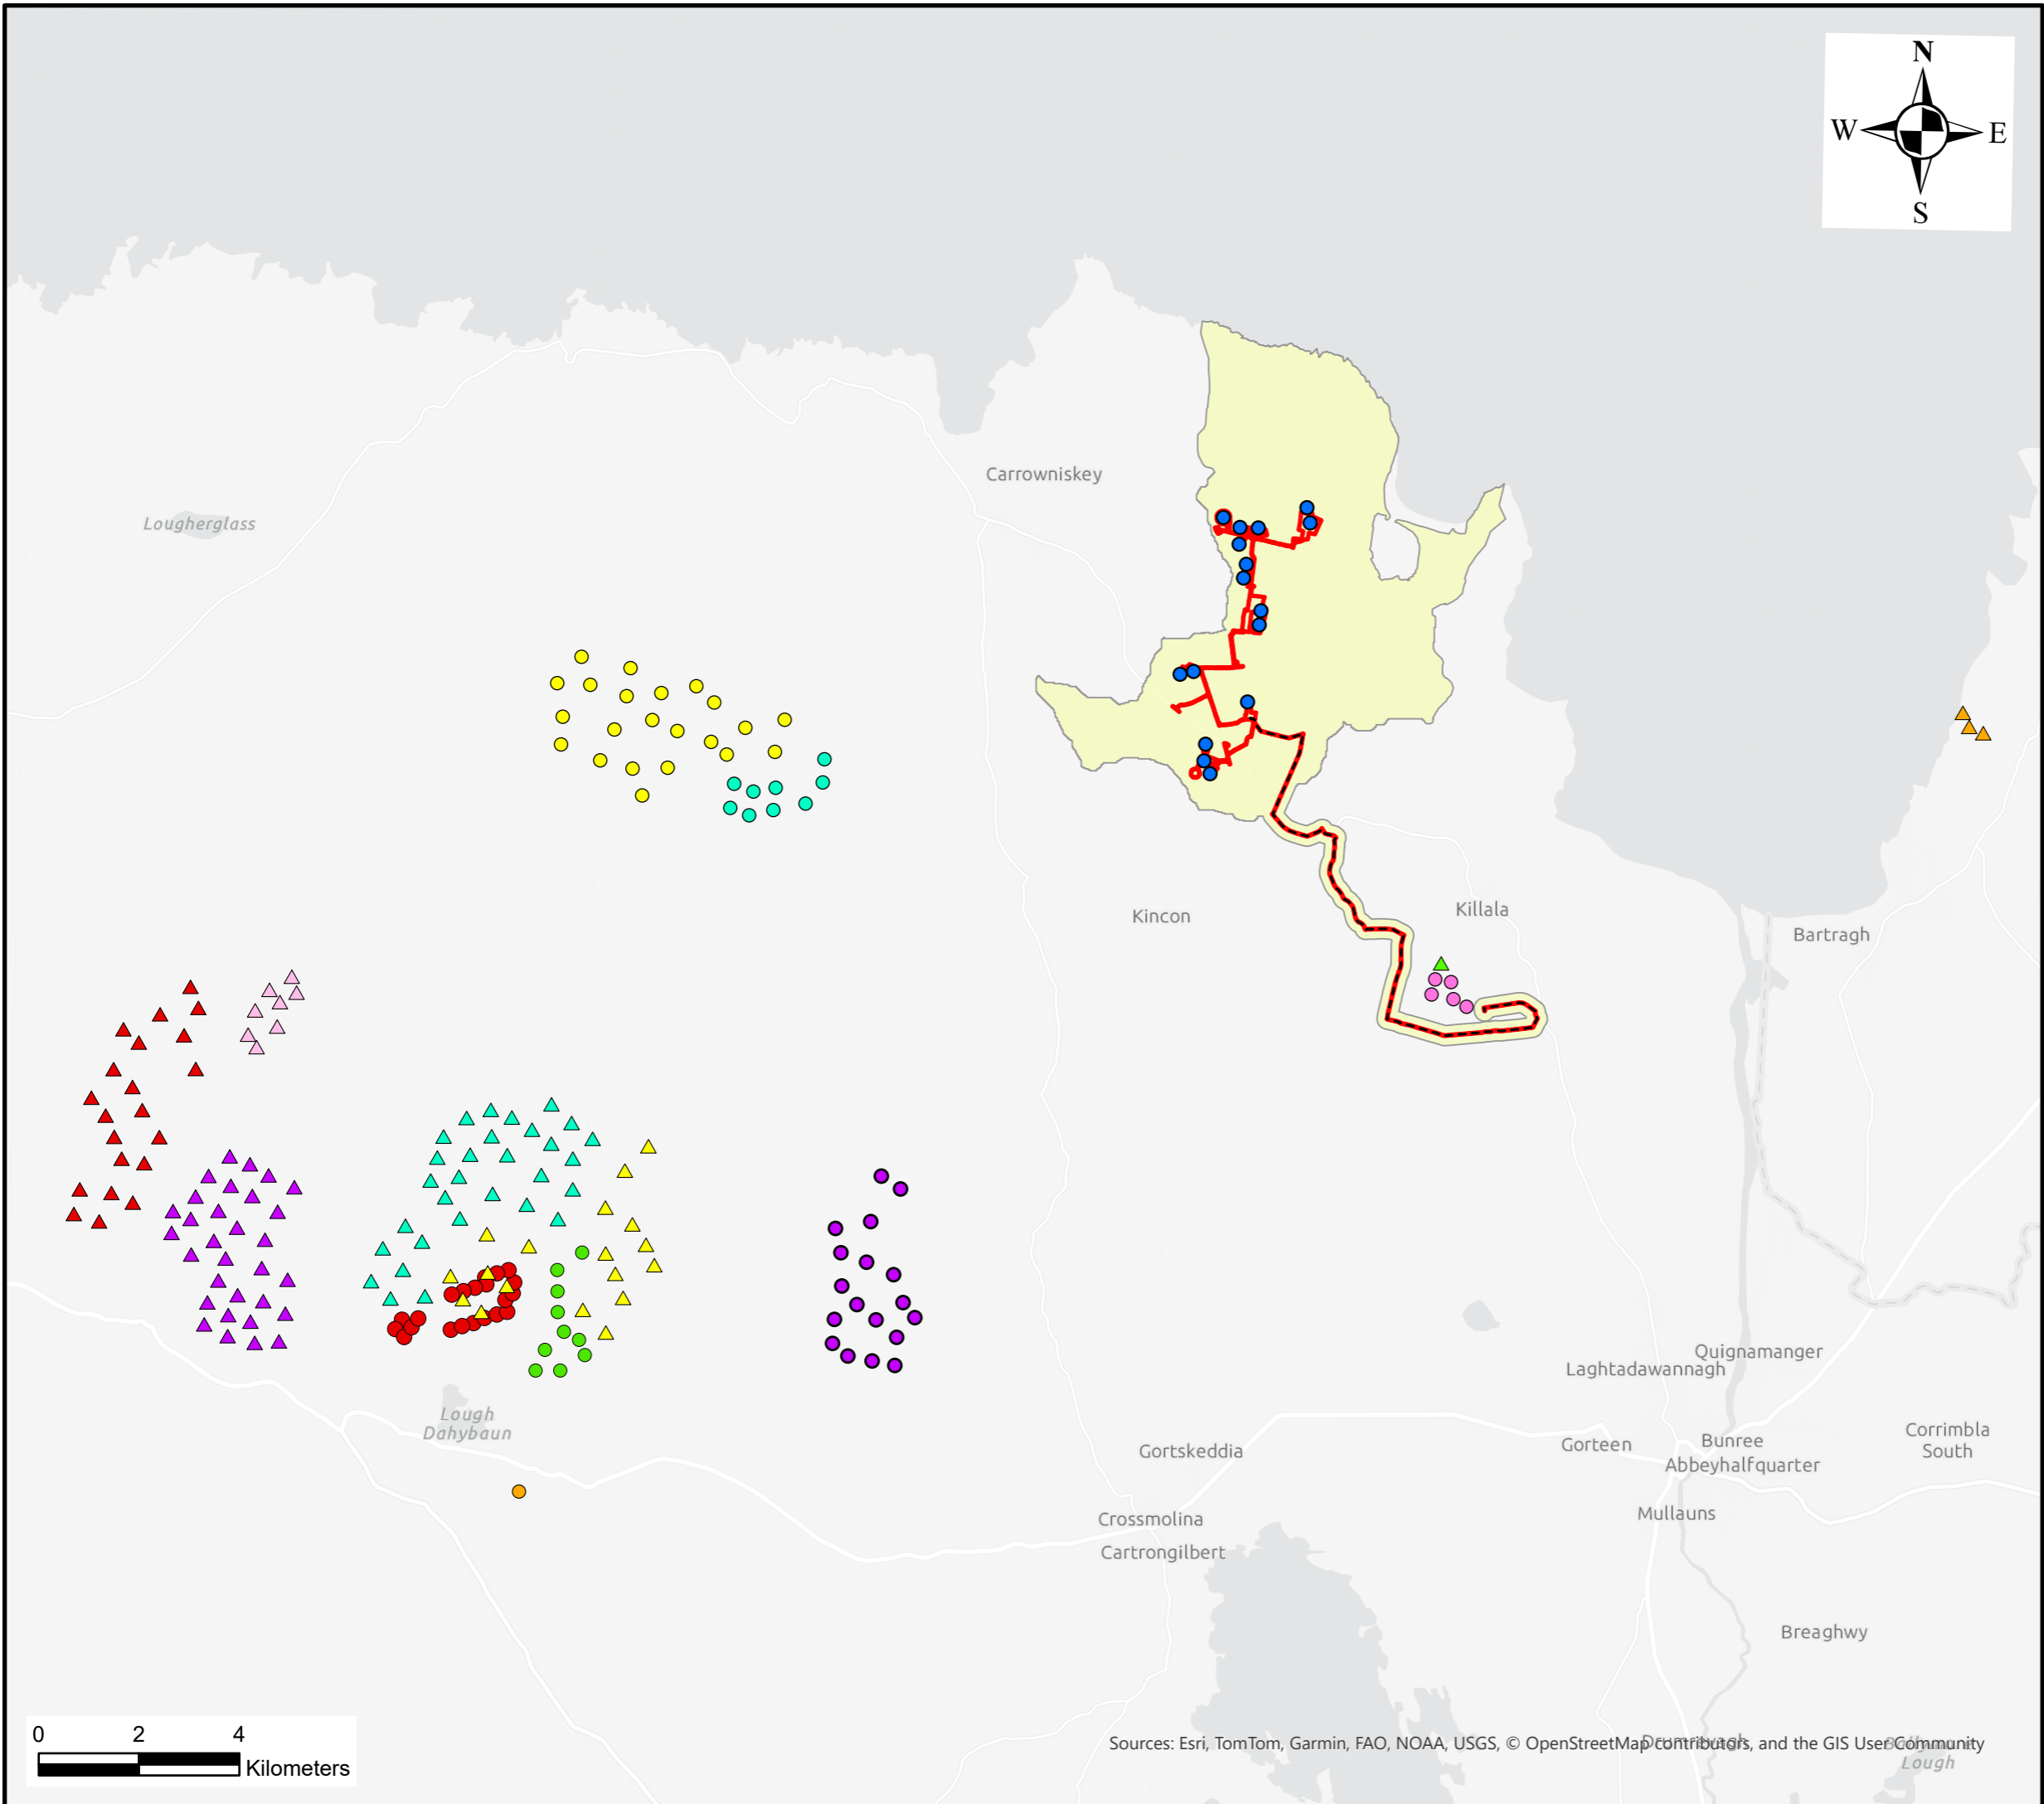 N
W E
S
Carrowniskey
Lougherglass
Killala
Kincon
Bartragh
Quignamanger
Laghtadawannagh
Lough
Dahybaun
Corrimbla
South
Bunree
Gorteen
Gortskeddia
Abbeyhalfquarter
Mullauns
Crossmolina
Cartrongilbert
Breaghwy
0 2 4
Kilometers
Sources: Esri, TomTom, Garmin, FAO, NOAA, USGS, © OpenStreetMap contributors, and the GIS User Community
Lough